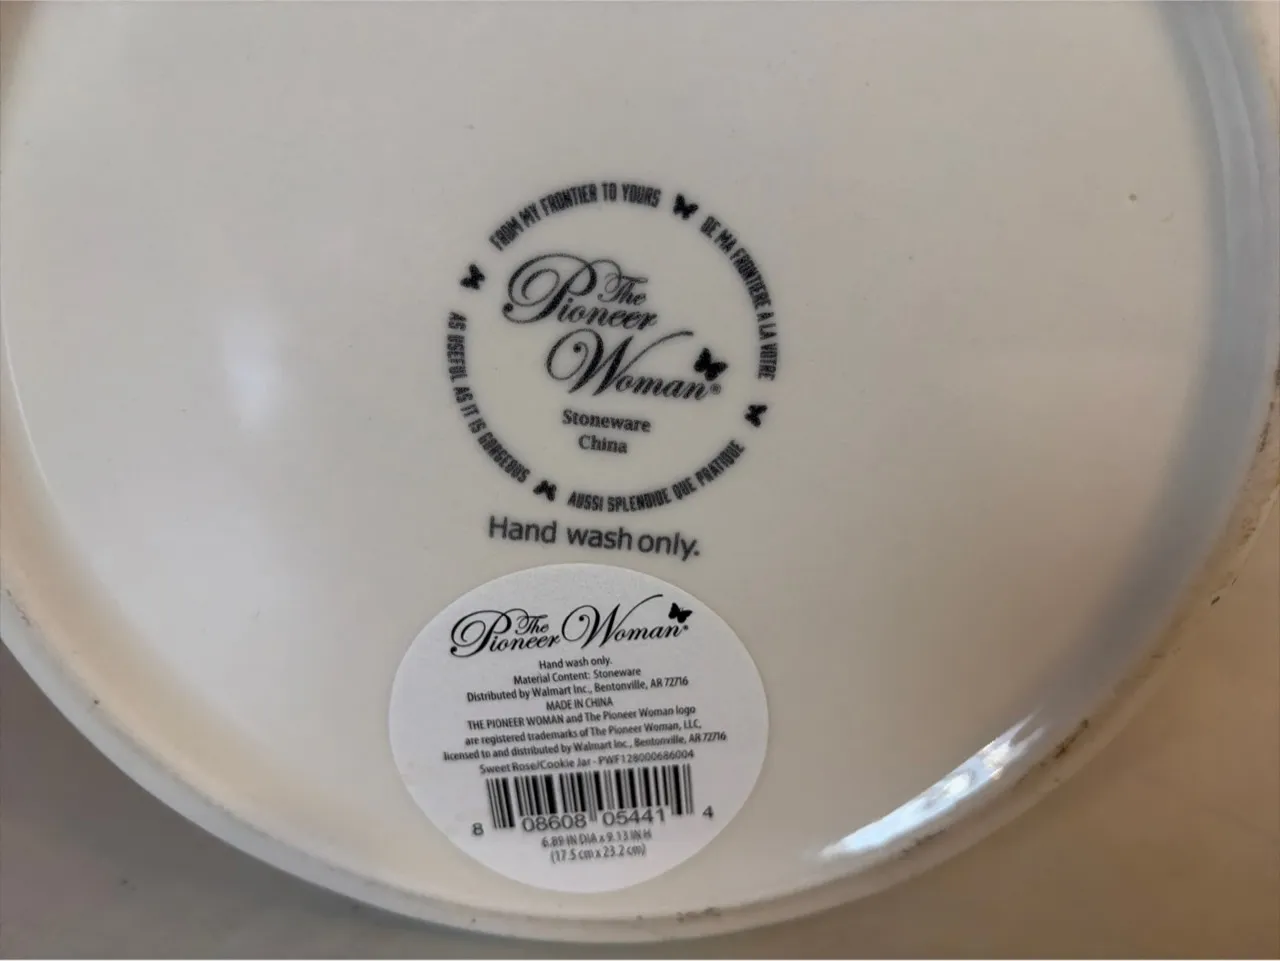 FROM MY FRONTIER TO YOURS
DE MA FRONTIERE A LA VOTRE
AUSSI SPLENDIDE QUE PRATIQUE
AS USEFUL AS IT IS GORGEOUS
The
Pioneer
Woman®
Stoneware
China
Hand wash only.
The Pioneer Woman®
Hand wash only.
Material Content: Stoneware
Distributed by Walmart Inc., Bentonville, AR 72716
MADE IN CHINA
THE PIONEER WOMAN and The Pioneer Woman logo
are registered trademarks of The Pioneer Woman, LLC,
licensed to and distributed by Walmart Inc., Bentonville, AR 72716
Sweet Rose/Cookie Jar - PWF128000686004
8 08608 05441 4
6.89 IN DIA x 9.13 IN H
(17.5 cm x 23.2 cm)